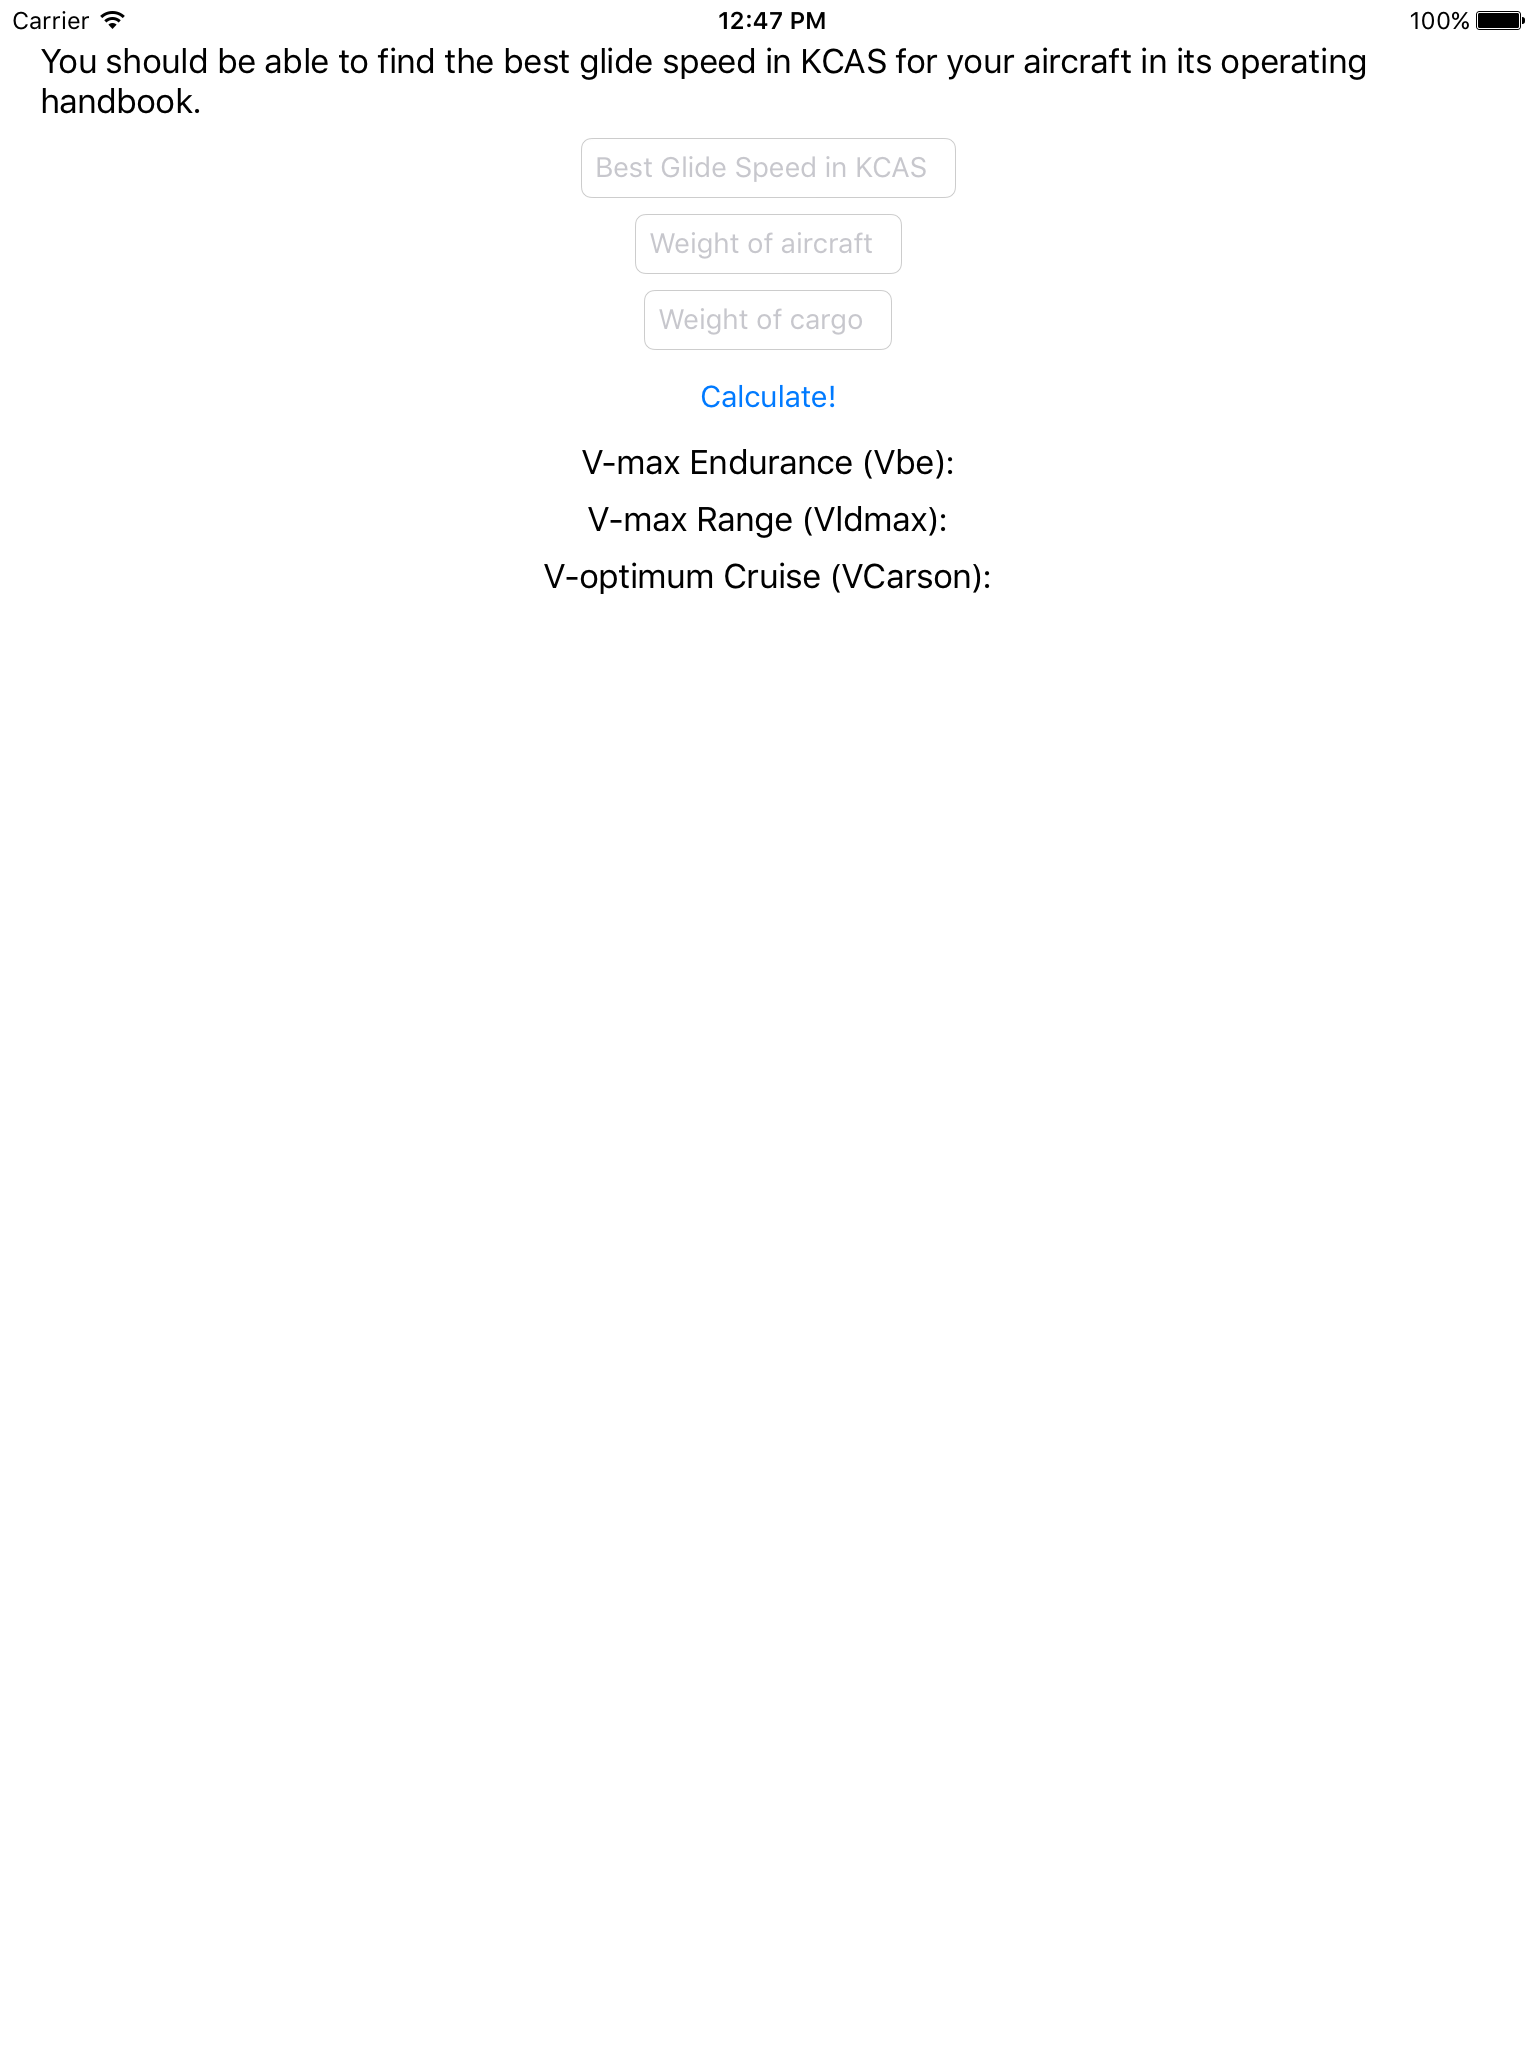 Carrier 12:47 PM 100%
You should be able to find the best glide speed in KCAS for your aircraft in its operating
handbook.
Best Glide Speed in KCAS
Weight of aircraft
Weight of cargo
Calculate!
V-max Endurance (Vbe):
V-max Range (Vldmax):
V-optimum Cruise (VCarson):